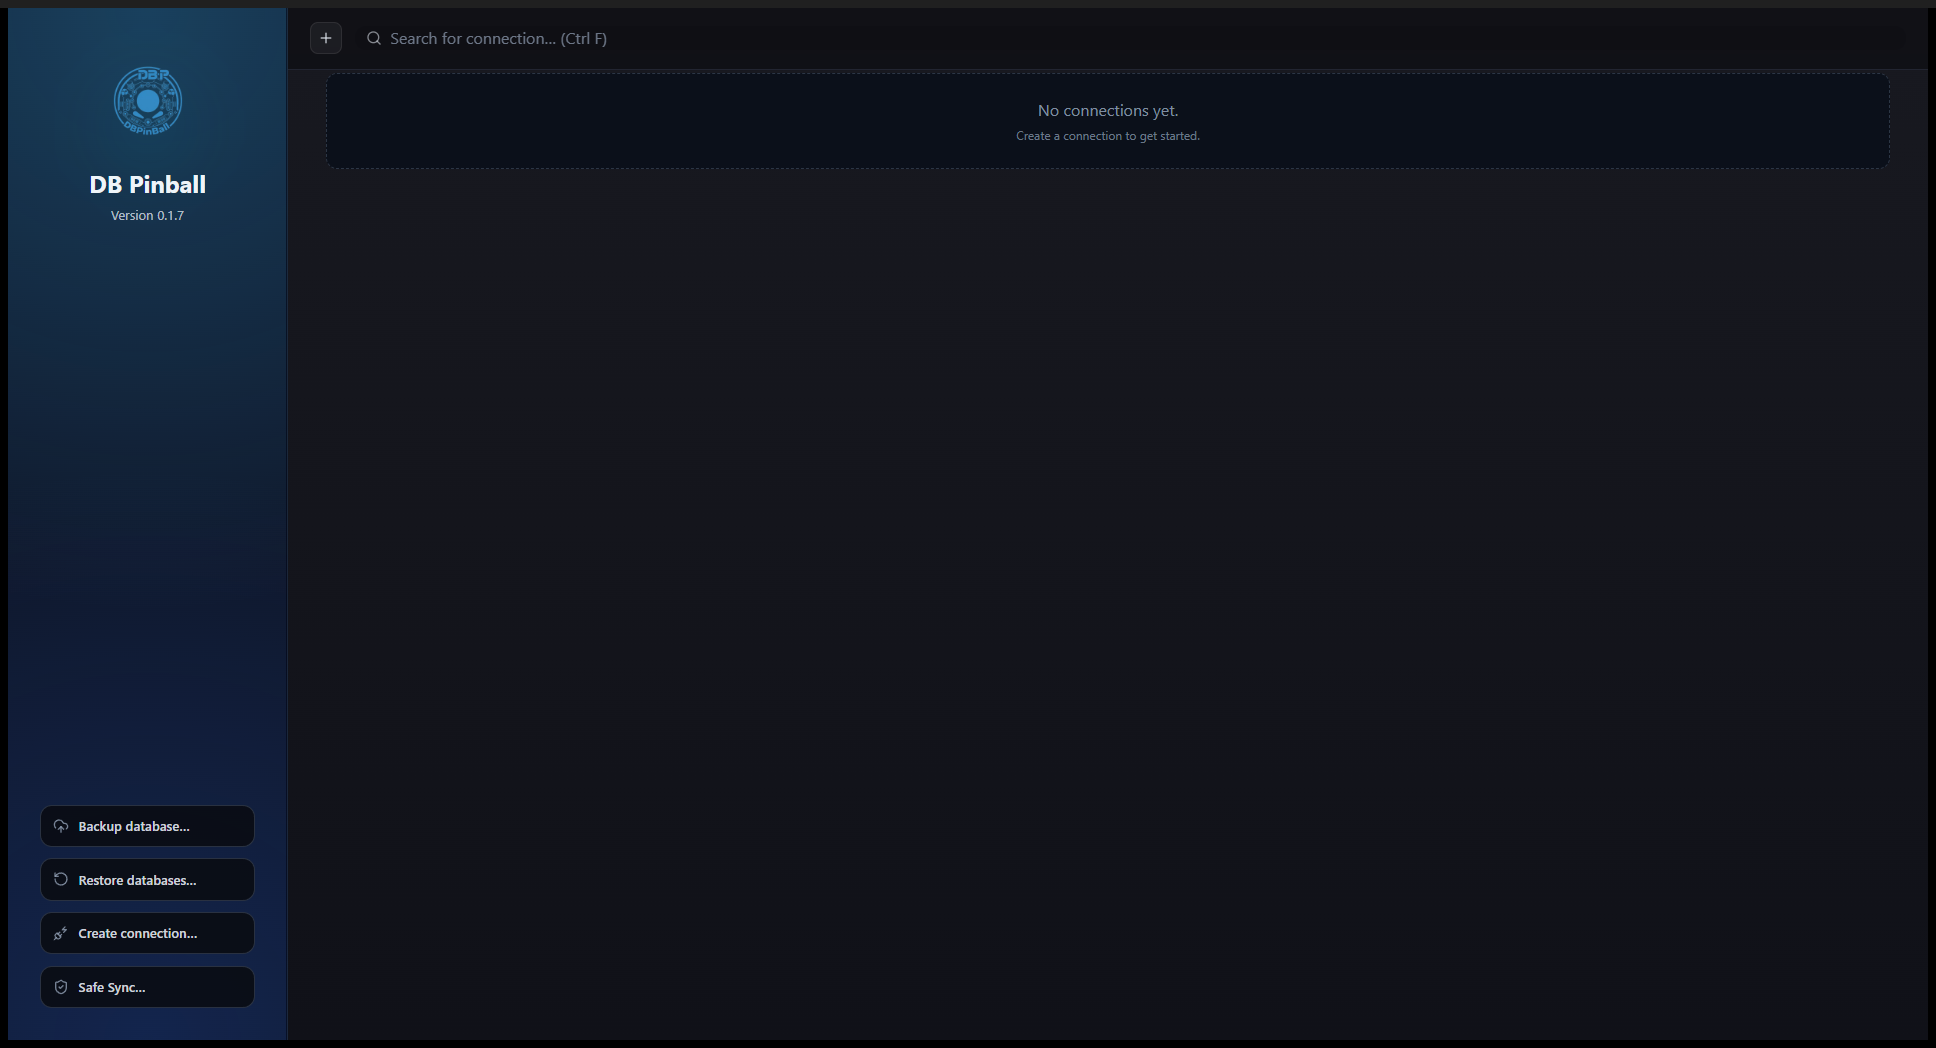 DBP
DBPinBall
DB Pinball
Version 0.1.7
Backup database...
Restore databases...
Create connection...
Safe Sync...
Search for connection... (Ctrl F)
No connections yet.
Create a connection to get started.